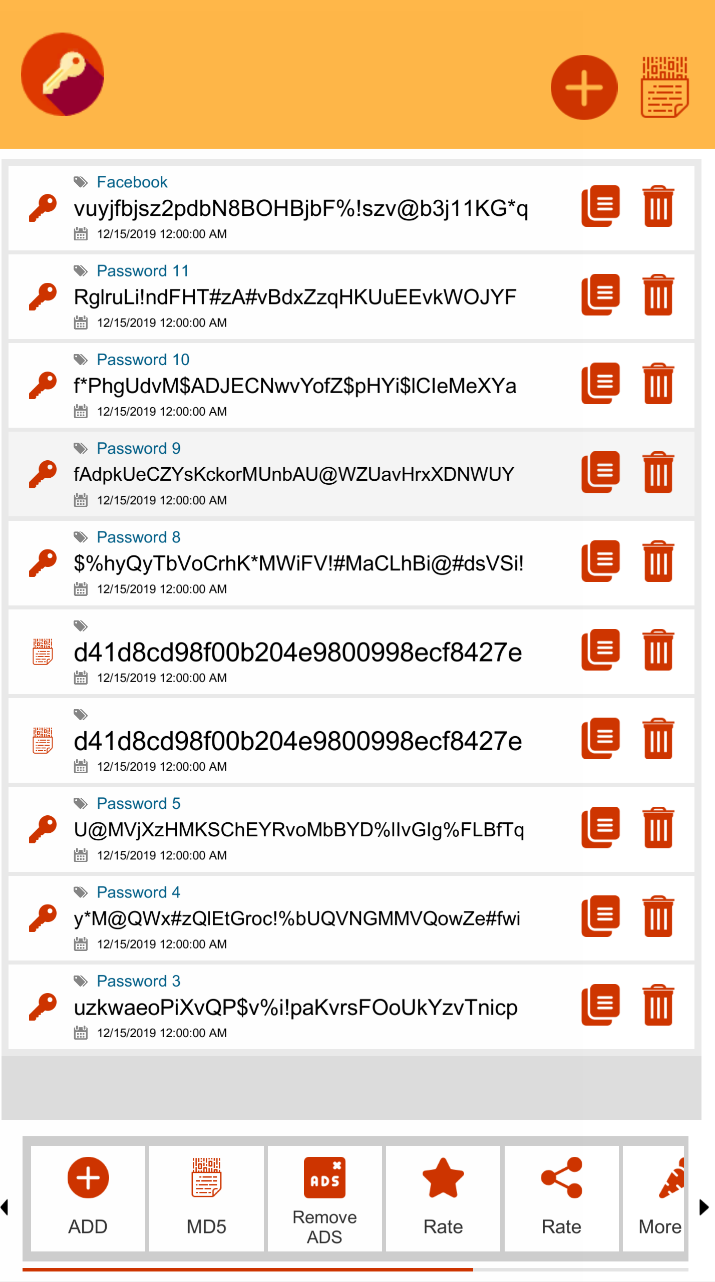 Facebook
vuyjfbjsz2pdbN8BOHBjbF%!szv@b3j11KG*q
12/15/2019 12:00:00 AM
Password 11
RglruLi!ndFHT#zA#vBdxZzqHKUuEEvkWOJYF
12/15/2019 12:00:00 AM
Password 10
f*PhgUdvM$ADJECNwvYofZ$pHYi$lCIeMeXYa
12/15/2019 12:00:00 AM
Password 9
fAdpkUeCZYsKckorMUnbAU@WZUavHrxXDNWUY
12/15/2019 12:00:00 AM
Password 8
$%hyQyTbVoCrhK*MWiFV!#MaCLhBi@#dsVSi!
12/15/2019 12:00:00 AM
d41d8cd98f00b204e9800998ecf8427e
12/15/2019 12:00:00 AM
d41d8cd98f00b204e9800998ecf8427e
12/15/2019 12:00:00 AM
Password 5
U@MVjXzHMKSChEYRvoMbBYD%IIvGIg%FLBfTq
12/15/2019 12:00:00 AM
Password 4
y*M@QWx#zQIEtGroc!%bUQVNGMMVQowZe#fwi
12/15/2019 12:00:00 AM
Password 3
uzkwaeoPiXvQP$v%i!paKvrsFOoUkYzvTnicp
12/15/2019 12:00:00 AM
ADD
MD5
ADS
Remove
ADS
Rate
Rate
More